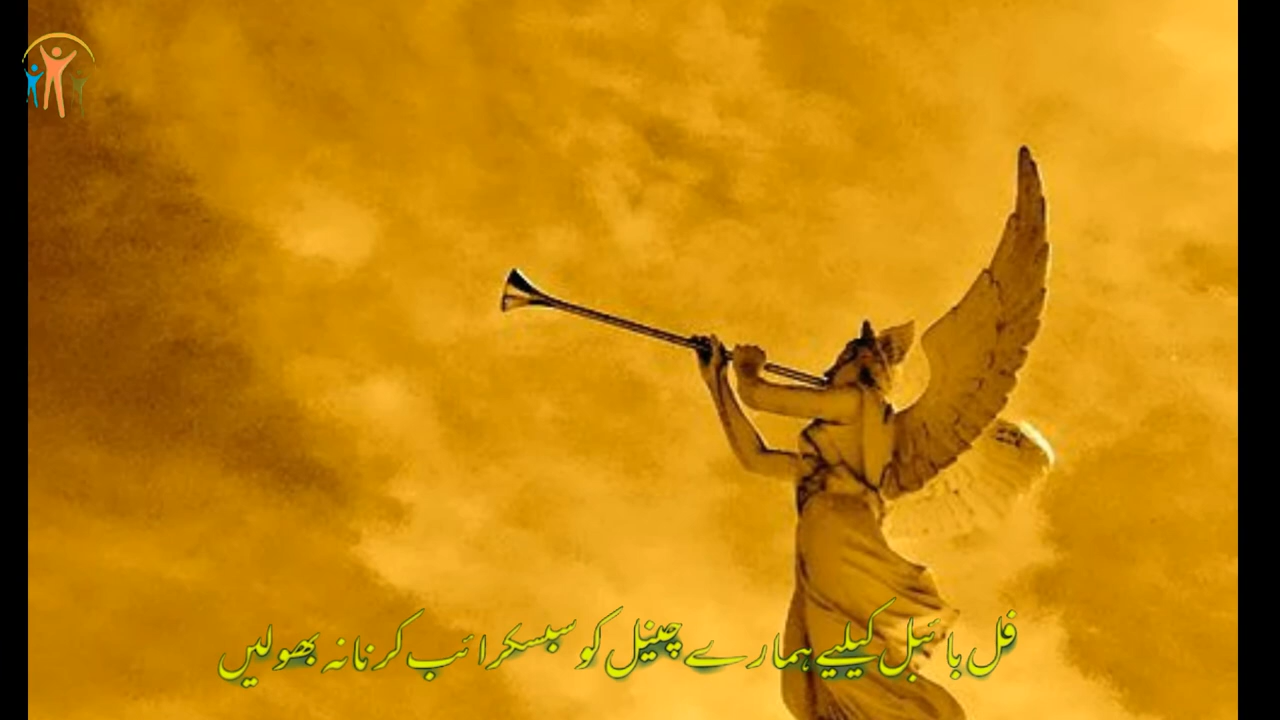 فل بائبل کیلیے ہمارے چینل کو سبسکرائب کرنا نہ بھولیں